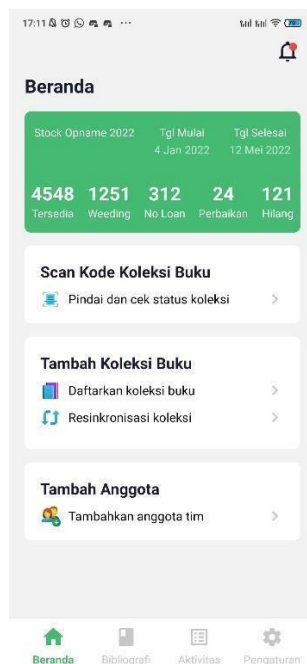 17:11
79
Beranda
Stock Opname 2022 Tgl Mulai Tgl Selesai
4 Jan 2022 12 Mei 2022
4548 1251 312 24 121
Tersedia Weeding No Loan Perbaikan Hilang
Scan Kode Koleksi Buku
Pindai dan cek status koleksi
Tambah Koleksi Buku
Daftarkan koleksi buku
Resinkronisasi koleksi
Tambah Anggota
Tambahkan anggota tim
Beranda Bibliografi Aktivitas Pengaturan